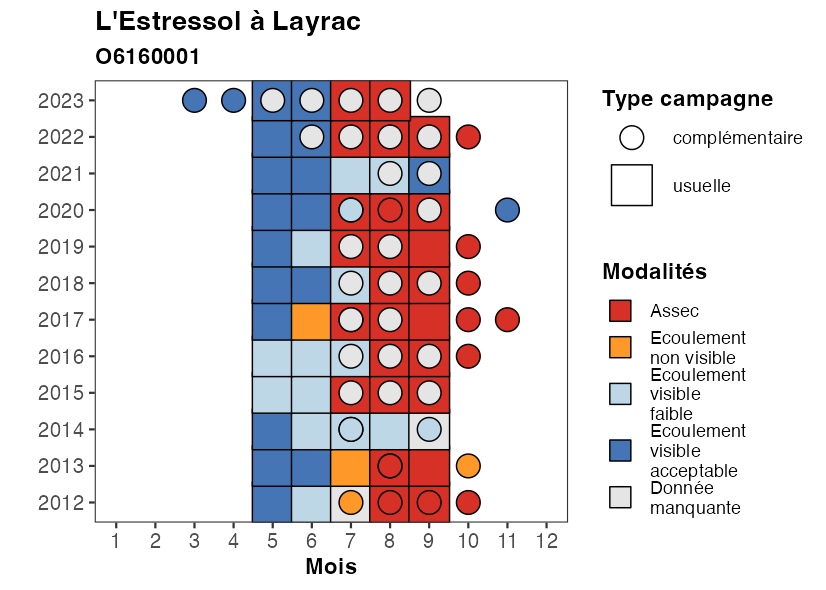 L'Estressol à Layrac
O6160001
2023
2022
2021
2020
2019
2018
2017
2016
2015
2014
2013
2012
1 2 3 4 5 6 7 8 9 10 11 12
Mois
Type campagne
complémentaire
usuelle
Modalités
Assec
Ecoulement
non visible
Ecoulement
visible
faible
Ecoulement
visible
acceptable
Donnée
manquante